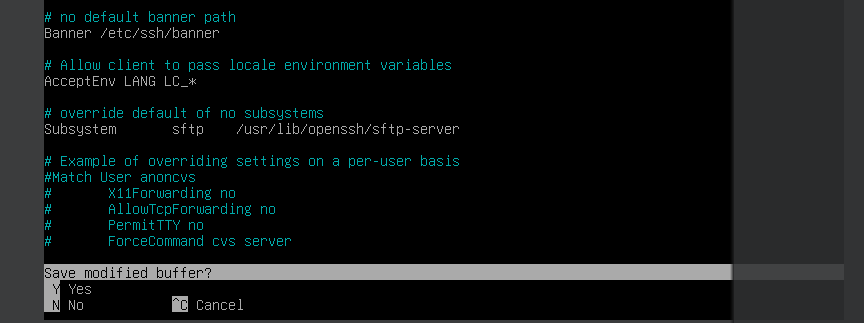 # no default banner path
Banner /etc/ssh/banner
# Allow client to pass locale environment variables
AcceptEnv LANG LC_*
# override default of no subsystems
Subsystem       sftp    /usr/lib/openssh/sftp-server
# Example of overriding settings on a per-user basis
#Match User anoncvs
#       X11Forwarding no
#       AllowTcpForwarding no
#       PermitTTY no
#       ForceCommand cvs server
Save modified buffer?
Y Yes
N No           ^C Cancel